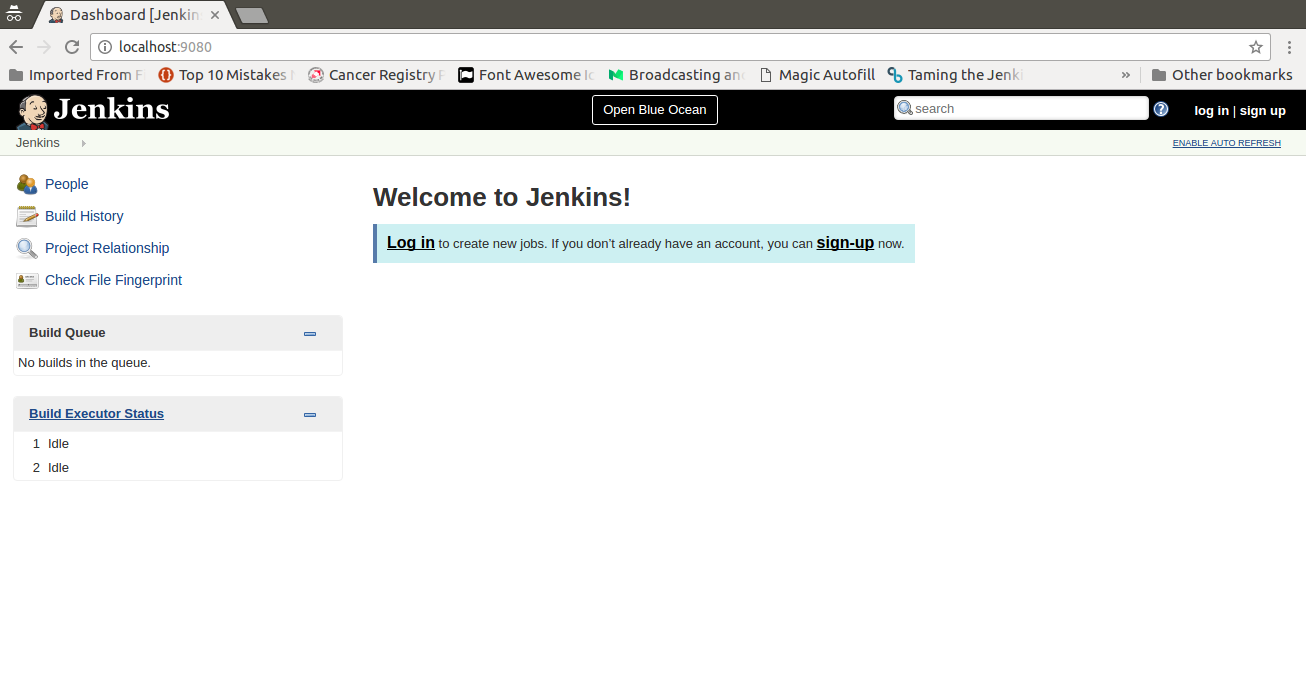 Dashboard [Jenkin
localhost:9080
Imported From F Top 10 Mistakes Cancer Registry Font Awesome Ic Broadcasting and Magic Autofill Taming the Jenki » Other bookmarks
Jenkins Open Blue Ocean search log in | sign up
Jenkins ENABLE AUTO REFRESH
People
Build History
Project Relationship
Check File Fingerprint
Welcome to Jenkins!
Log in to create new jobs. If you don't already have an account, you can sign-up now.
Build Queue
No builds in the queue.
Build Executor Status
1 Idle
2 Idle